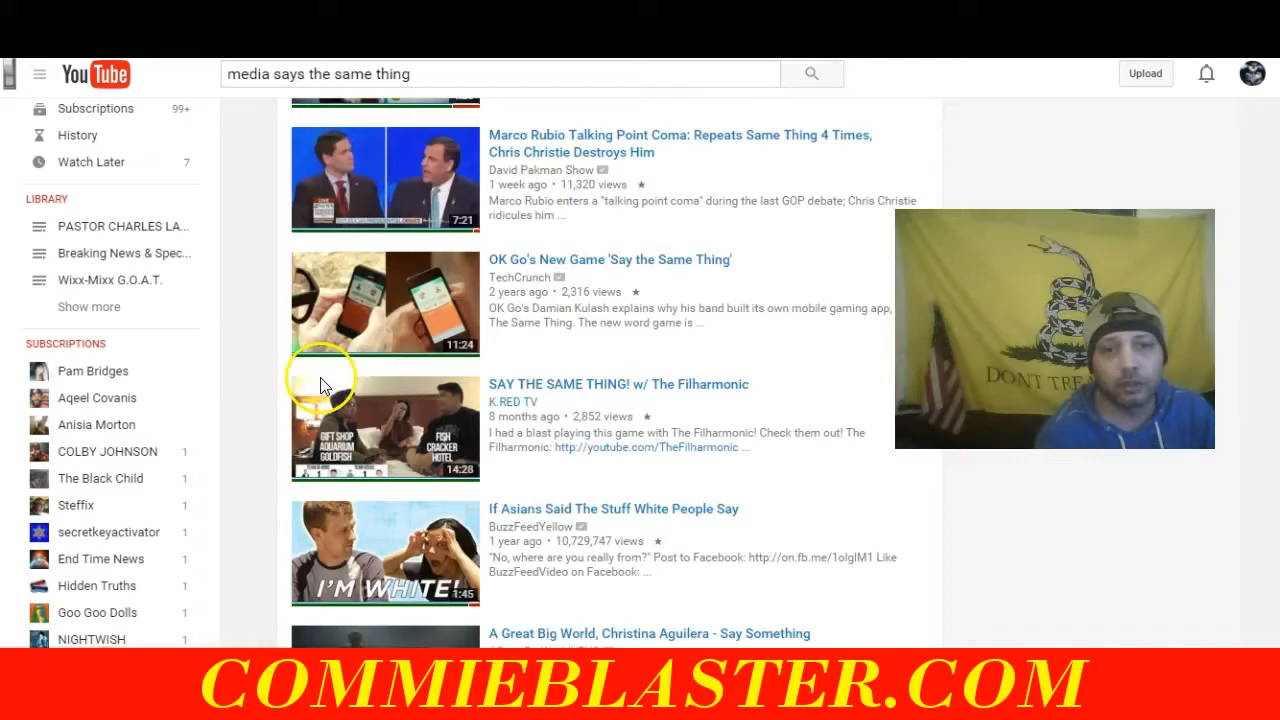 YouTube
media says the same thing
Upload
Subscriptions 99+
History
Watch Later 7
LIBRARY
PASTOR CHARLES LA...
Breaking News & Spec...
Wixx-Mixx G.O.A.T.
Show more
SUBSCRIPTIONS
Pam Bridges
Aqeel Covanis
Anisia Morton
COLBY JOHNSON 1
The Black Child 1
Steffix 1
secretkeyactivator 1
End Time News 1
Hidden Truths 1
Goo Goo Dolls 1
NIGHTWISH 1
Marco Rubio Talking Point Coma: Repeats Same Thing 4 Times,
Chris Christie Destroys Him
David Pakman Show
1 week ago • 11,320 views
Marco Rubio enters a "talking point coma" during the last GOP debate; Chris Christie
ridicules him ...
7:21
OK Go's New Game 'Say the Same Thing'
TechCrunch
2 years ago • 2,316 views
OK Go's Damian Kulash explains why his band built its own mobile gaming app,
The Same Thing. The new word game is ...
11:24
SAY THE SAME THING! w/ The Filharmonic
K.RED TV
8 months ago • 2,852 views
I had a blast playing this game with The Filharmonic! Check them out! The
Filharmonic: http://youtube.com/TheFilharmonic ...
GIFT SHOP
AQUARIUM
GOLDFISH
FISH
CRACKER
HOTEL
14:28
If Asians Said The Stuff White People Say
BuzzFeedYellow
1 year ago • 10,729,747 views
"No, where are you really from?" Post to Facebook: http://on.fb.me/1olgIM1 Like
BuzzFeedVideo on Facebook: ...
I'M WHITE!
1:45
A Great Big World, Christina Aguilera - Say Something
DONT TRE
COMMIEBLASTER.COM